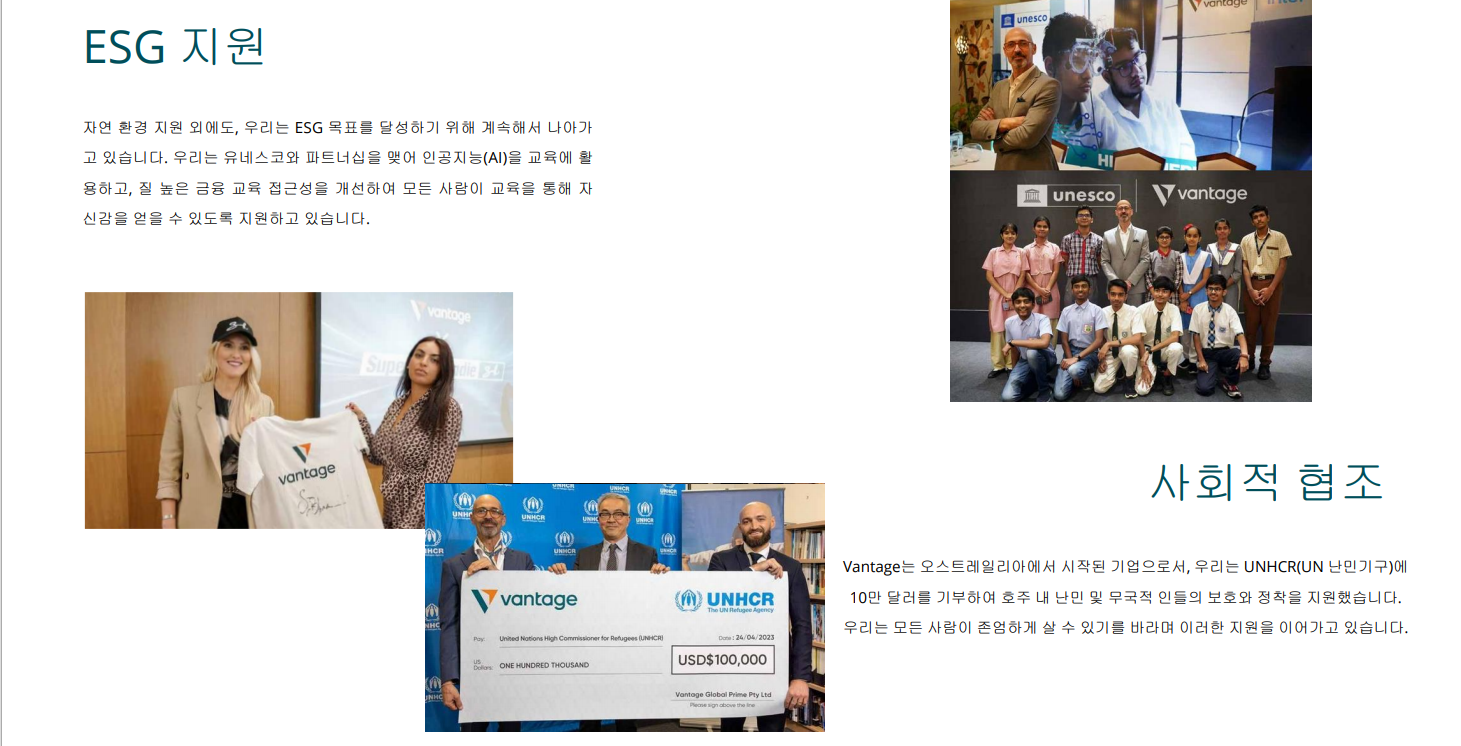 ESG 지원
자연 환경 지원 외에도, 우리는 ESG 목표를 달성하기 위해 계속해서 나아가
고 있습니다. 우리는 유네스코와 파트너십을 맺어 인공지능(AI)을 교육에 활
용하고, 질 높은 금융 교육 접근성을 개선하여 모든 사람이 교육을 통해 자
신감을 얻을 수 있도록 지원하고 있습니다.
unesco
vantage
unesco
vantage
vantage
vantage
사회적 협조
Vantage는 오스트레일리아에서 시작된 기업으로서, 우리는 UNHCR(UN 난민기구)에
10만 달러를 기부하여 호주 내 난민 및 무국적 인들의 보호와 정착을 지원했습니다.
우리는 모든 사람이 존엄하게 살 수 있기를 바라며 이러한 지원을 이어가고 있습니다.
UNHCR
UNHCR
UNHCR
UNHCR
UNHCR
vantage
UNHCR
The UN Refugee Agency
Pay: United Nations High Commissioner for Refugees (UNHCR)
Date : 24/04/2023
US Dollars: ONE HUNDRED THOUSAND
USD$100,000
Vantage Global Prime Pty Ltd
Please sign above the line